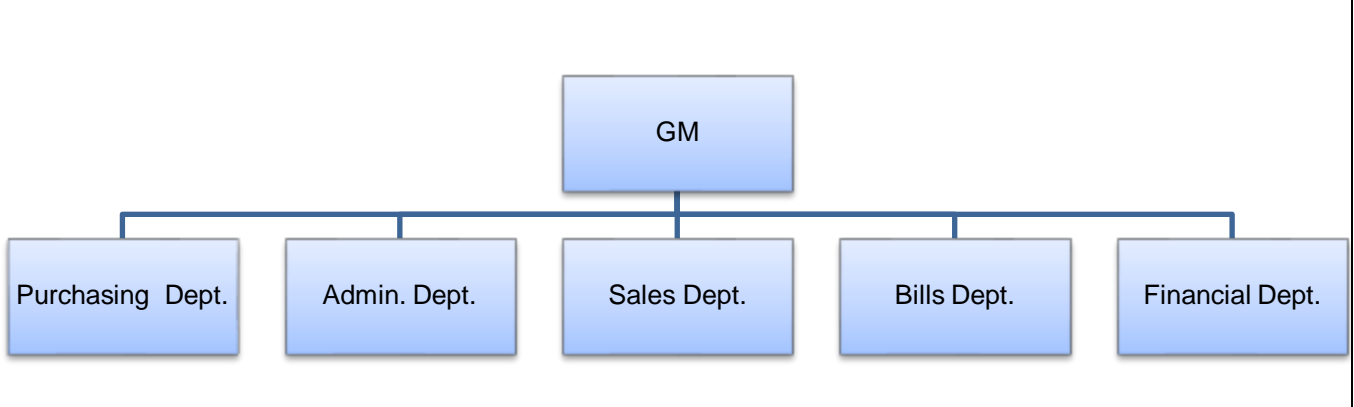 GM
Purchasing Dept.
Admin. Dept.
Sales Dept.
Bills Dept.
Financial Dept.